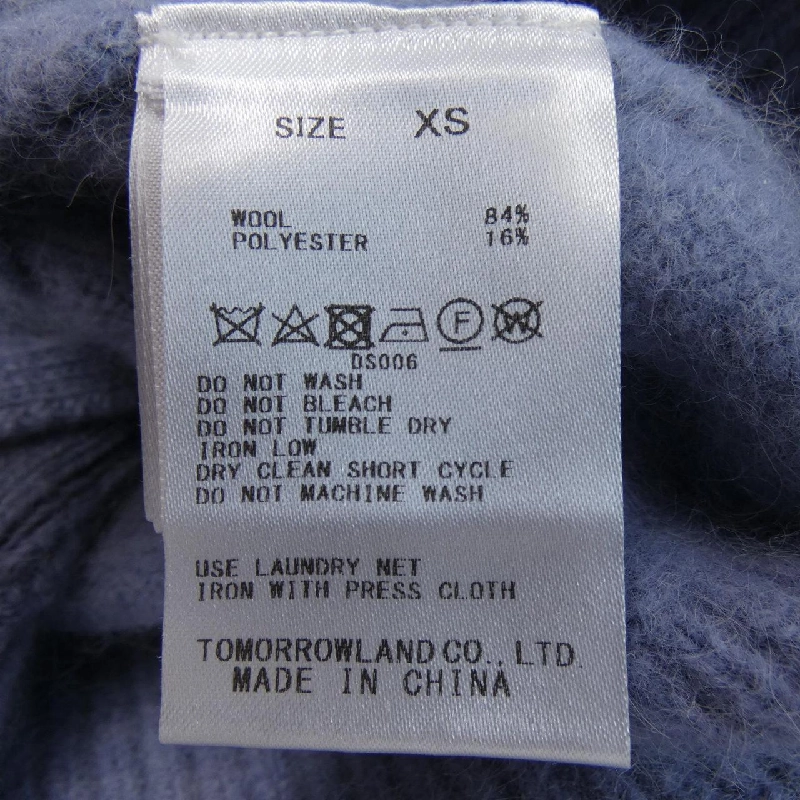 SIZE XS
WOOL 84%
POLYESTER 16%
F W
DS006
DO NOT WASH
DO NOT BLEACH
DO NOT TUMBLE DRY
IRON LOW
DRY CLEAN SHORT CYCLE
DO NOT MACHINE WASH
USE LAUNDRY NET
IRON WITH PRESS CLOTH
TOMORROWLAND CO., LTD.
MADE IN CHINA